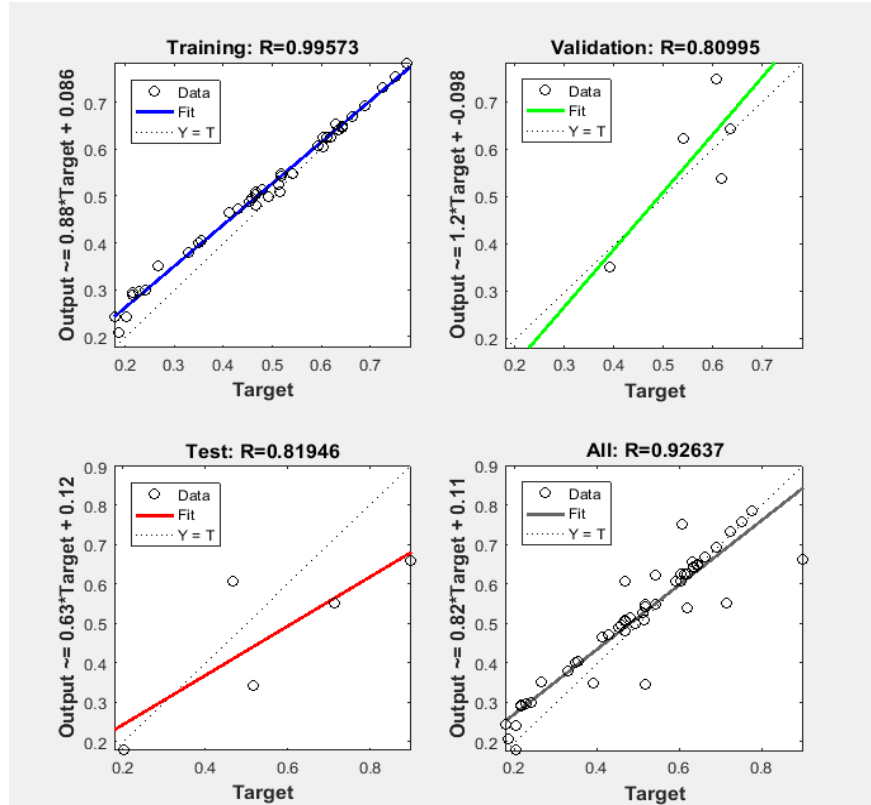 Training: R=0.99573
Output ~= 0.88*Target + 0.086
0.7
0.6
0.5
0.4
0.3
0.2
Data
Fit
Y = T
0.2 0.3 0.4 0.5 0.6 0.7
Target
Validation: R=0.80995
Output ~= 1.2*Target + -0.098
0.7
0.6
0.5
0.4
0.3
0.2
Data
Fit
Y = T
0.2 0.3 0.4 0.5 0.6 0.7
Target
Test: R=0.81946
Output ~= 0.63*Target + 0.12
0.9
0.8
0.7
0.6
0.5
0.4
0.3
0.2
Data
Fit
Y = T
0.2 0.4 0.6 0.8
Target
All: R=0.92637
Output ~= 0.82*Target + 0.11
0.9
0.8
0.7
0.6
0.5
0.4
0.3
0.2
Data
Fit
Y = T
0.2 0.4 0.6 0.8
Target